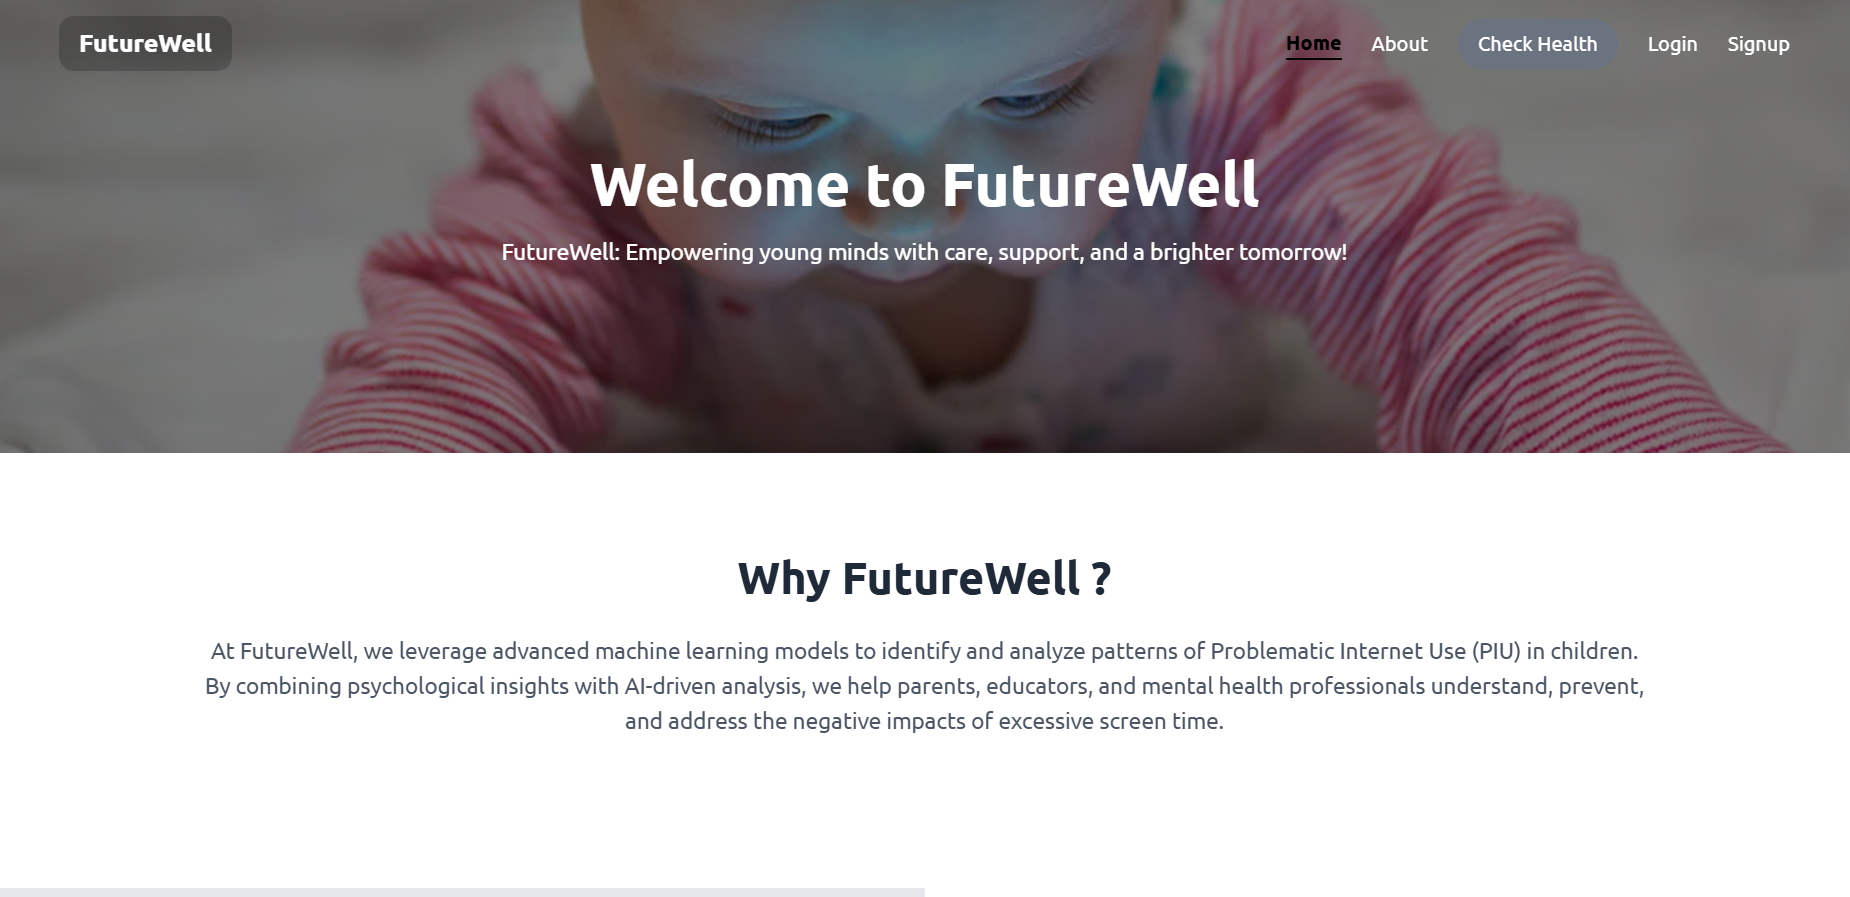 FutureWell
Home About Check Health Login Signup
Welcome to FutureWell
FutureWell: Empowering young minds with care, support, and a brighter tomorrow!
Why FutureWell ?
At FutureWell, we leverage advanced machine learning models to identify and analyze patterns of Problematic Internet Use (PIU) in children.
By combining psychological insights with AI-driven analysis, we help parents, educators, and mental health professionals understand, prevent,
and address the negative impacts of excessive screen time.